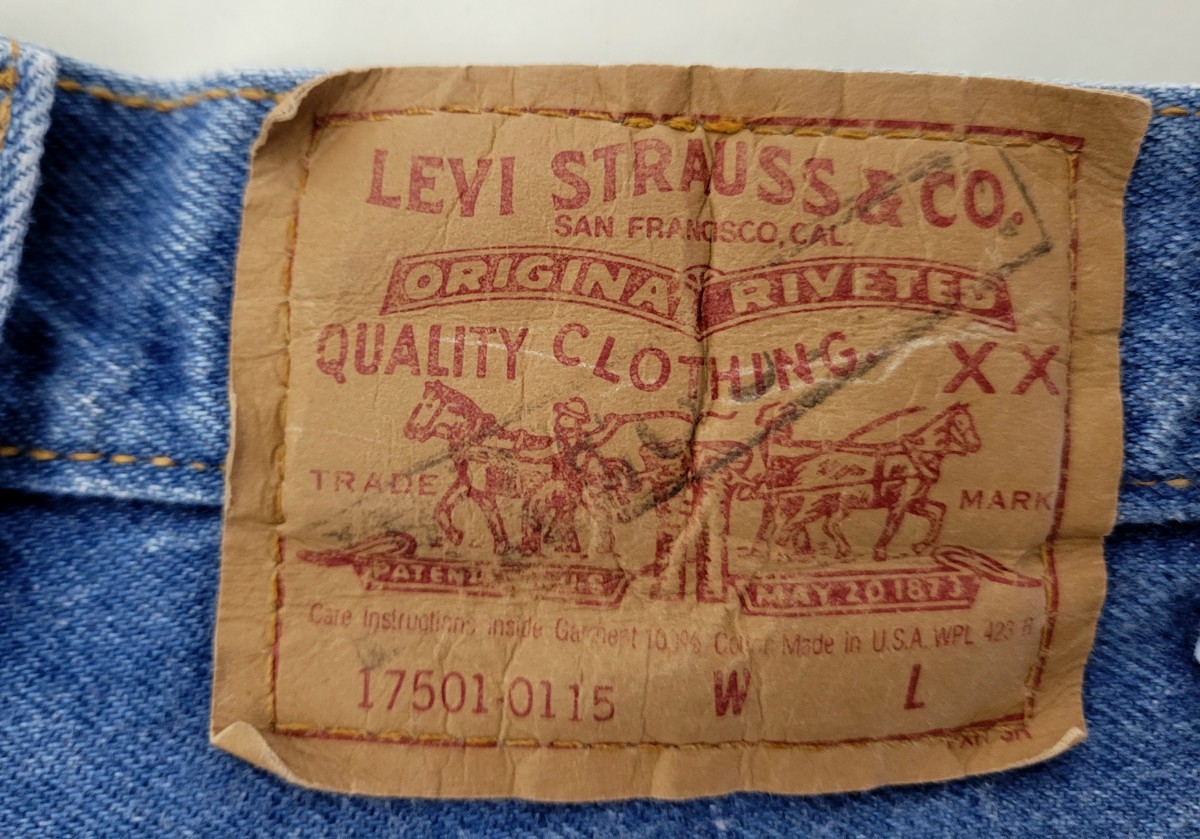 LEVI STRAUSS & CO.
SAN FRANCISCO, CAL.
ORIGINAL RIVETED
QUALITY CLOTHING. XX
TRADE MARK
PATENTED MAY 20 1873
Care Instructions Inside Garment 100% Cotton Made in U.S.A. WPL 423
17501-0115 W L